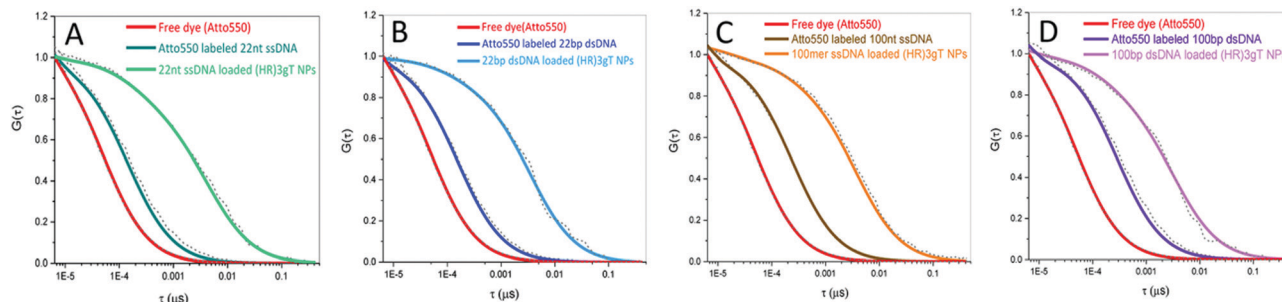 A
Free dye (Atto550)
Atto550 labeled 22nt ssDNA
22nt ssDNA loaded (HR)3gT NPs
G(τ)
1.2
1.0
0.8
0.6
0.4
0.2
0.0
1E-5 1E-4 0.001 0.01 0.1
τ (μs)
B
Free dye(Atto550)
Atto550 labeled 22bp dsDNA
22bp dsDNA loaded (HR)3gT NPs
G(τ)
1.2
1.0
0.8
0.6
0.4
0.2
1E-5 1E-4 0.001 0.01 0.1
τ (μs)
C
Free dye (Atto550)
Atto550 labeled 100nt ssDNA
100mer ssDNA loaded (HR)3gT NPs
G(τ)
1.2
1.0
0.8
0.6
0.4
0.2
0.0
1E-5 1E-4 0.001 0.01 0.1
τ (μs)
D
Free dye (Atto550)
Atto550 labeled 100bp dsDNA
100bp dsDNA loaded (HR)3gT NP
G(τ)
1.2
1.0
0.8
0.6
0.4
0.2
0.0
1E-5 1E-4 0.001 0.01 0.1
τ (μs)